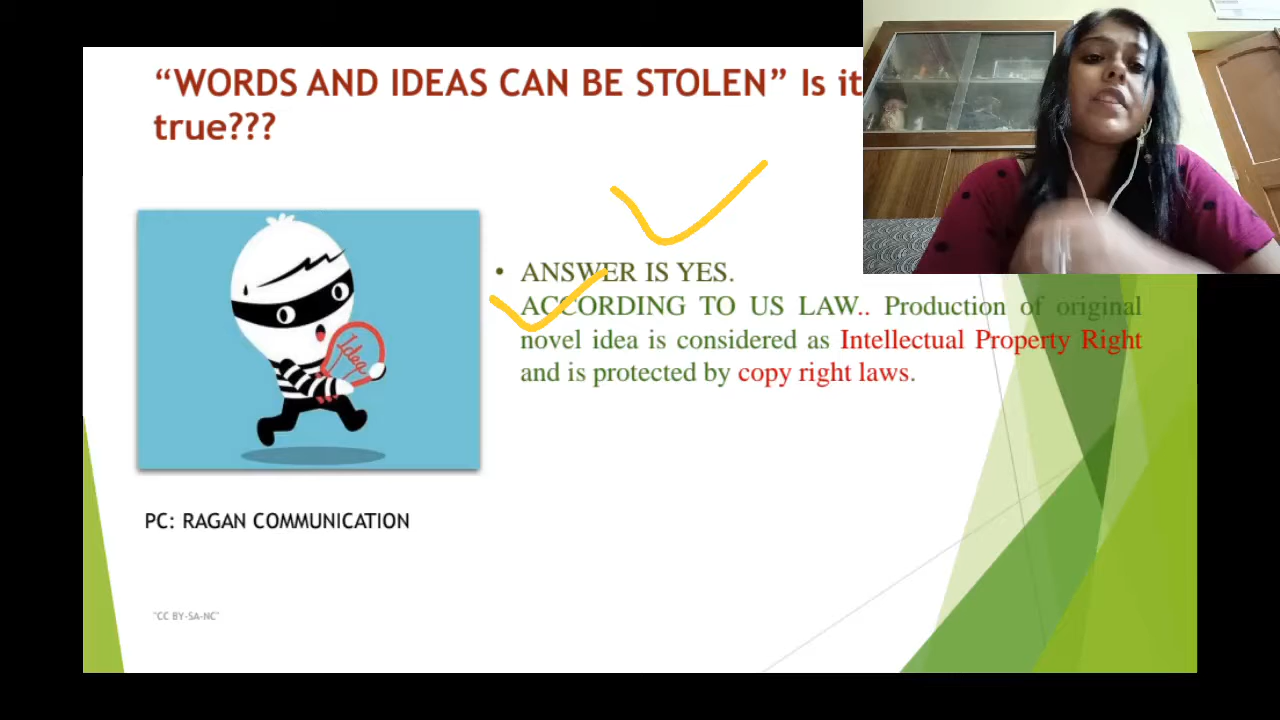 “WORDS AND IDEAS CAN BE STOLEN” Is it
true???
• ANSWER IS YES.
ACCORDING TO US LAW.. Production of original
novel idea is considered as Intellectual Property Right
and is protected by copy right laws.
Idea
PC: RAGAN COMMUNICATION
"CC BY-SA-NC"